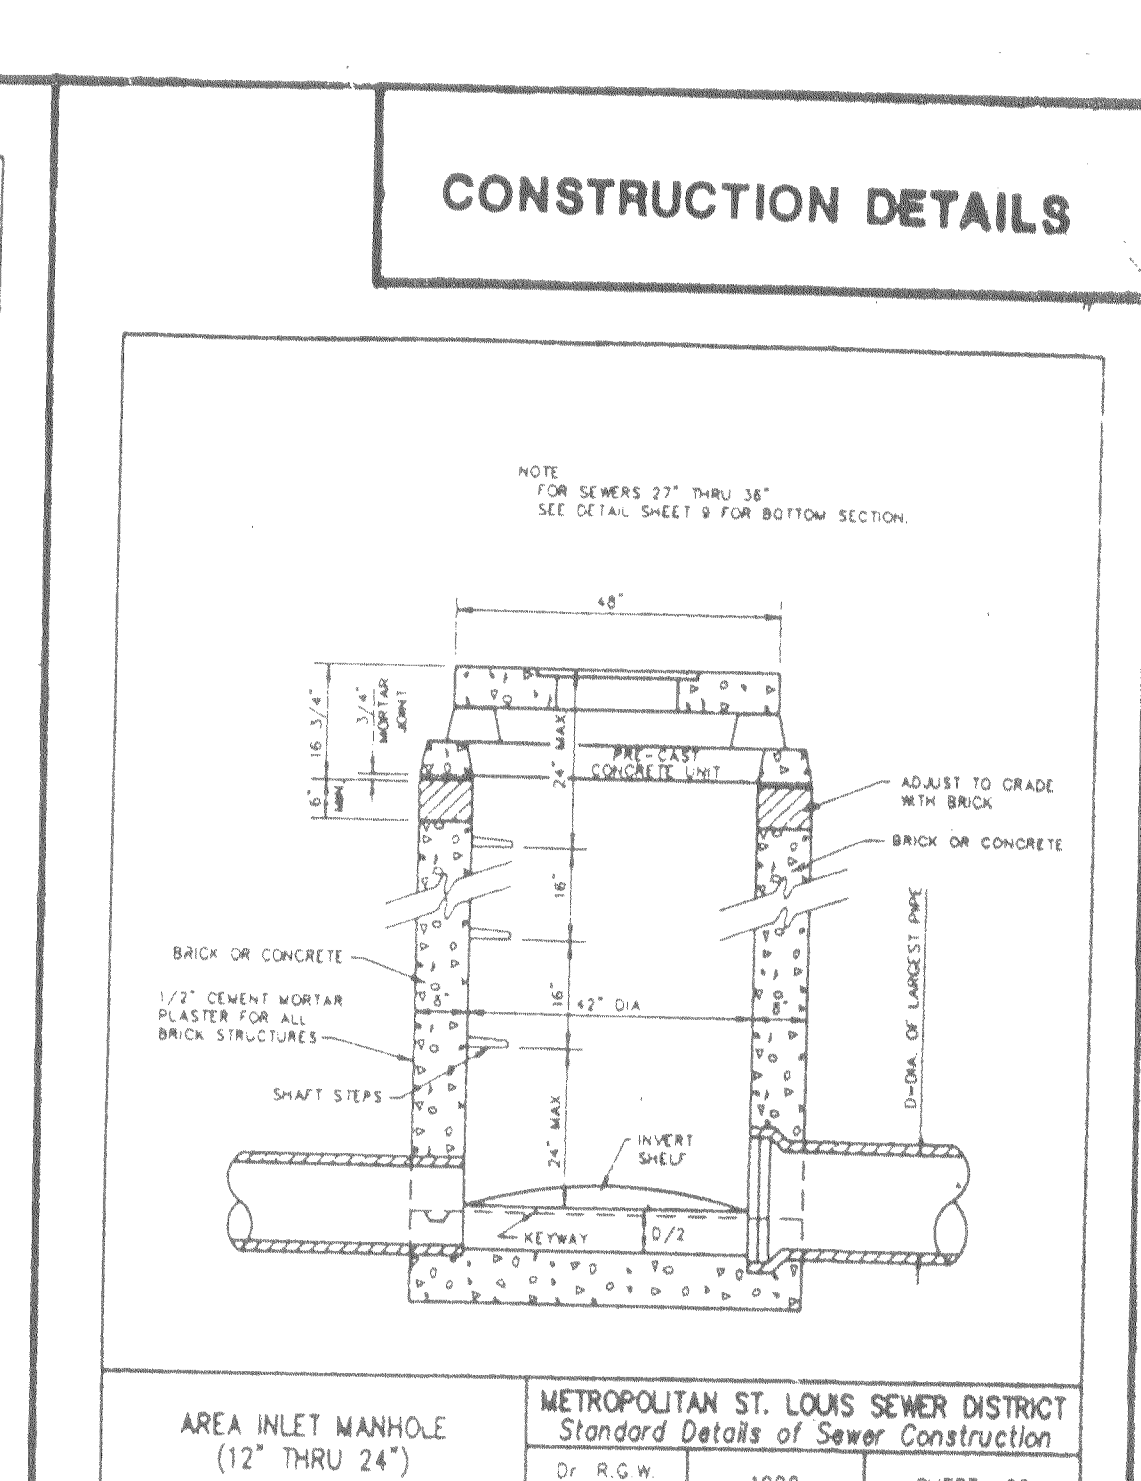 CONSTRUCTION DETAILS
NOTE
FOR SEWERS 27" THRU 36"
SEE DETAIL SHEET 9 FOR BOTTOM SECTION.
48"
16 3/4"
3/4"
MORTAR
JOINT
6"
MIN
24" MAX
PRE-CAST
CONCRETE UNIT
ADJUST TO GRADE
WITH BRICK
BRICK OR CONCRETE
16"
D=DIA. OF LARGEST PIPE
BRICK OR CONCRETE
1/2" CEMENT MORTAR
PLASTER FOR ALL
BRICK STRUCTURES
8"
16"
42" DIA
8"
SHAFT STEPS
24" MAX
INVERT
SHELF
KEYWAY
D/2
AREA INLET MANHOLE
(12" THRU 24")
METROPOLITAN ST. LOUIS SEWER DISTRICT
Standard Details of Sewer Construction
Dr R.G.W.